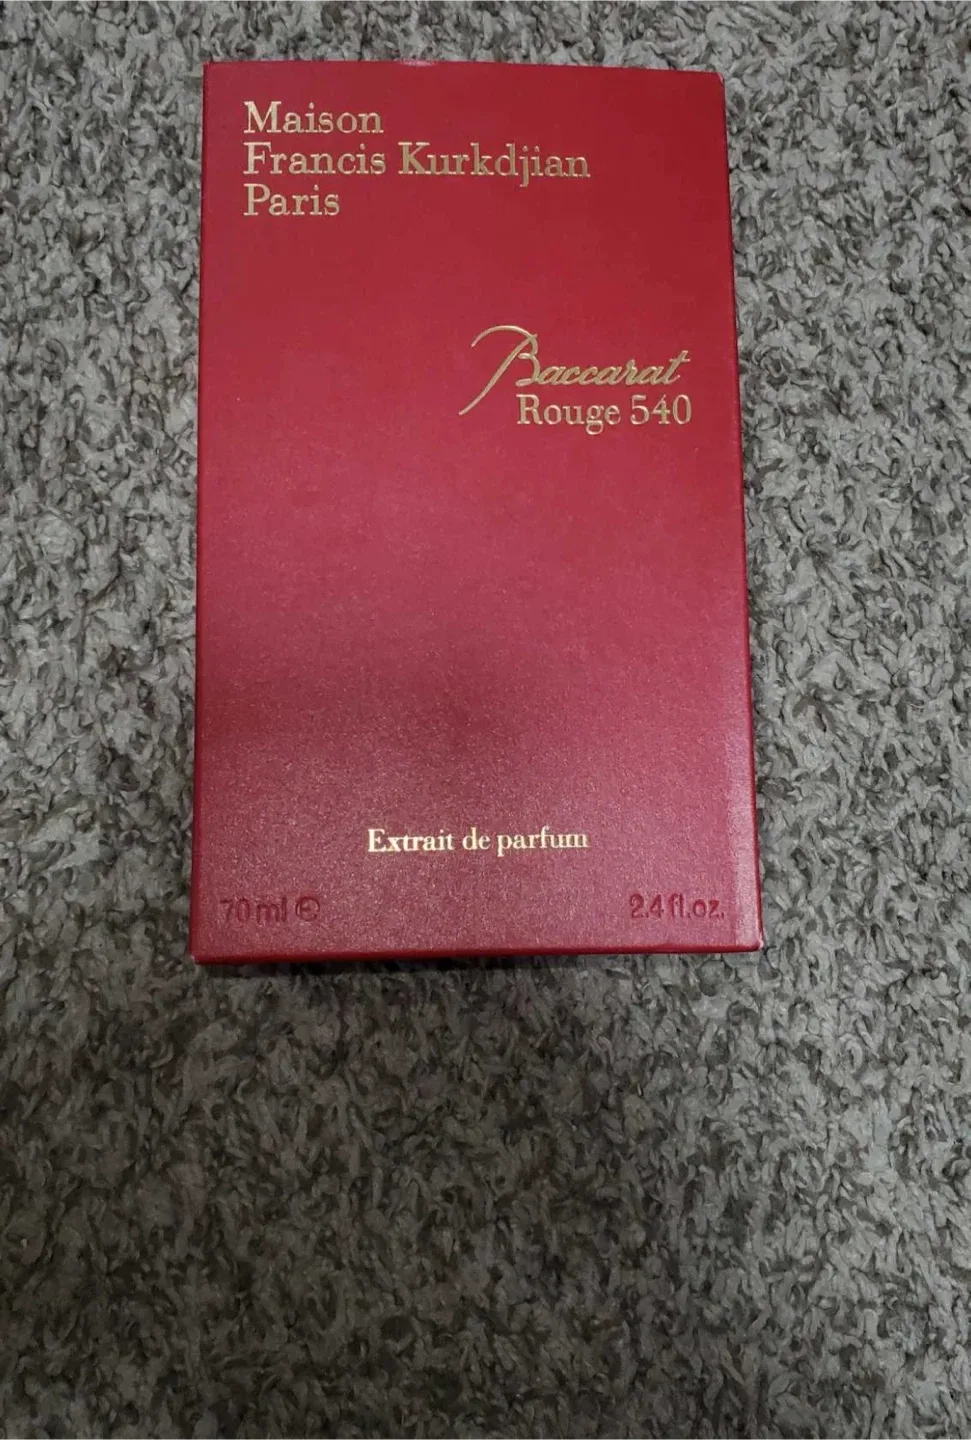 Maison
Francis Kurkdjian
Paris
Baccarat
Rouge 540
Extrait de parfum
70 ml ℮ 2.4 fl.oz.